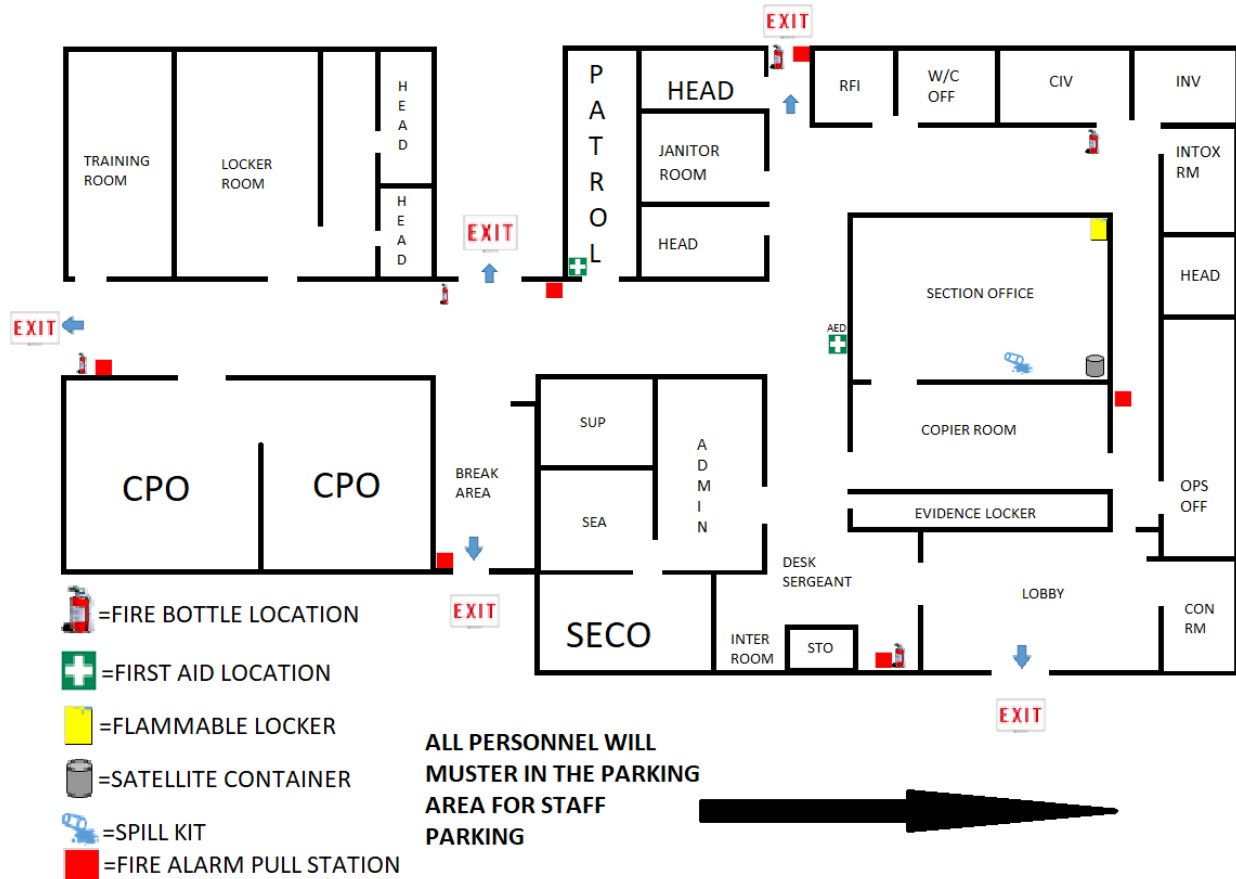 EXIT
PATROL
HEAD
RFI
W/C
OFF
CIV
INV
TRAINING
ROOM
LOCKER
ROOM
HEAD
HEAD
JANITOR
ROOM
HEAD
INTOX
RM
HEAD
EXIT
EXIT
SECTION OFFICE
AED
SUP
ADMIN
COPIER ROOM
CPO
CPO
BREAK
AREA
SEA
EVIDENCE LOCKER
OPS
OFF
DESK
SERGEANT
LOBBY
CON
RM
EXIT
SECO
INTER
ROOM
STO
EXIT
=FIRE BOTTLE LOCATION
=FIRST AID LOCATION
=FLAMMABLE LOCKER
=SATELLITE CONTAINER
=SPILL KIT
=FIRE ALARM PULL STATION
ALL PERSONNEL WILL
MUSTER IN THE PARKING
AREA FOR STAFF
PARKING